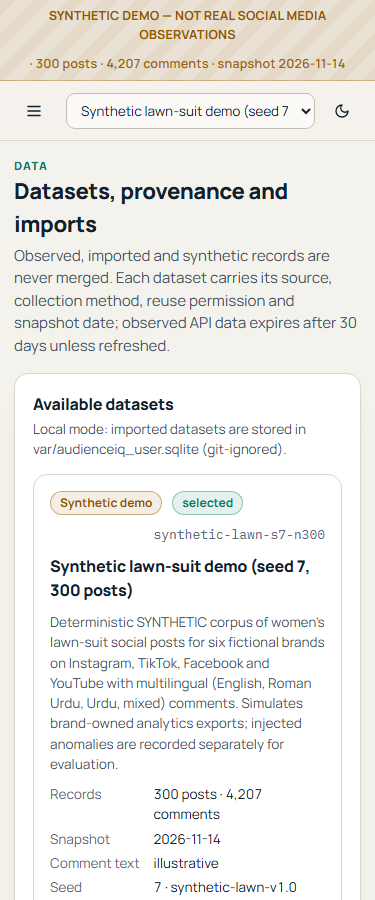 SYNTHETIC DEMO — NOT REAL SOCIAL MEDIA
OBSERVATIONS
· 300 posts · 4,207 comments · snapshot 2026-11-14
Synthetic lawn-suit demo (seed 7
DATA
Datasets, provenance and
imports
Observed, imported and synthetic records are
never merged. Each dataset carries its source,
collection method, reuse permission and
snapshot date; observed API data expires after 30
days unless refreshed.
Available datasets
Local mode: imported datasets are stored in
var/audienceiq_user.sqlite (git-ignored).
Synthetic demo selected
synthetic-lawn-s7-n300
Synthetic lawn-suit demo (seed 7,
300 posts)
Deterministic SYNTHETIC corpus of women's
lawn-suit social posts for six fictional brands
on Instagram, TikTok, Facebook and
YouTube with multilingual (English, Roman
Urdu, Urdu, mixed) comments. Simulates
brand-owned analytics exports; injected
anomalies are recorded separately for
evaluation.
Records 300 posts · 4,207
comments
Snapshot 2026-11-14
Comment text illustrative
Seed 7 · synthetic-lawn-v1.0